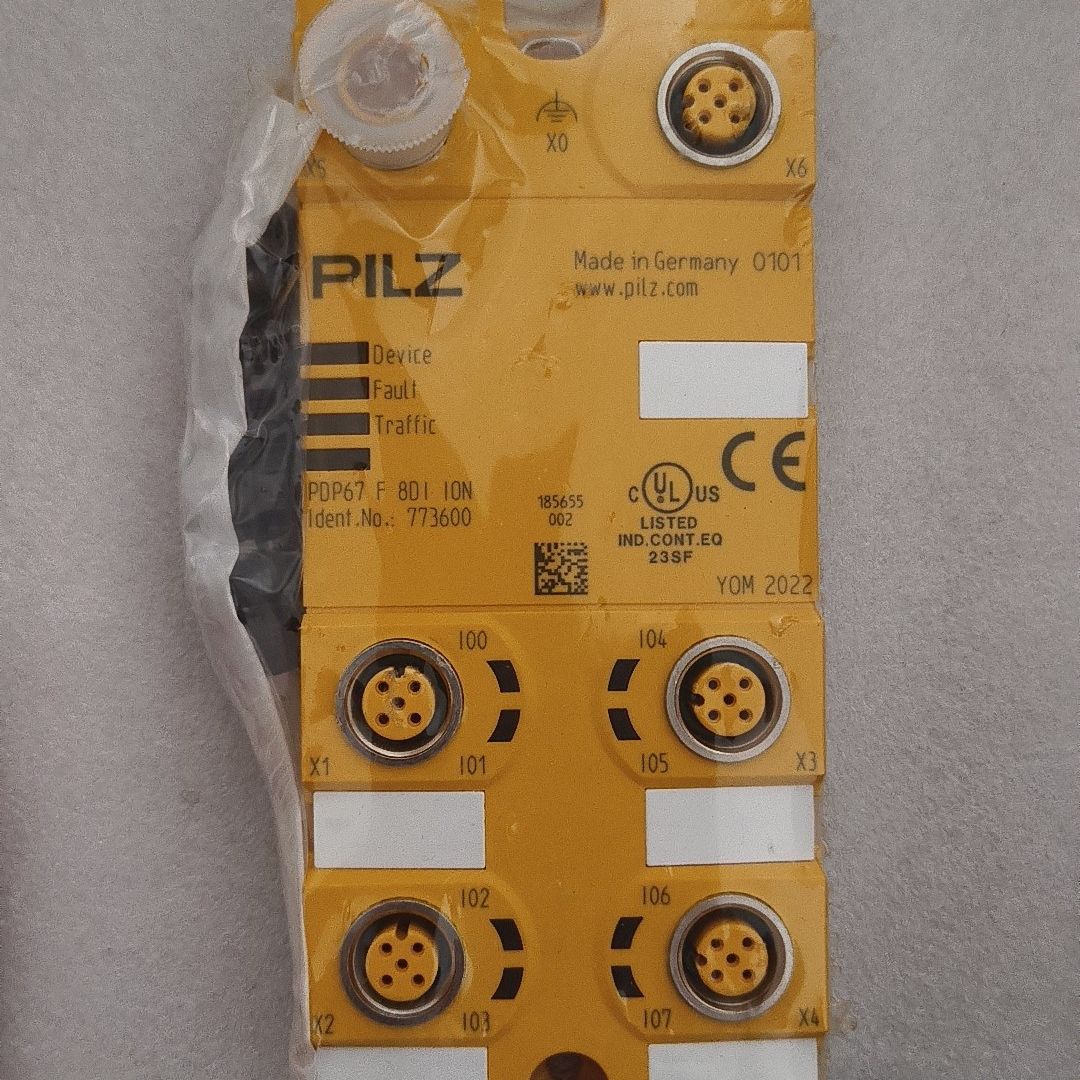 X0
X5
X6
PILZ
Made in Germany 0101
www.pilz.com
Device
Fault
Traffic
PDP67 F 8DI ION
Ident.No.: 773600
185655
002
C UL US
LISTED
IND.CONT.EQ
23SF
CE
YOM 2022
I00
I04
X1
I01
I05
X3
I02
I06
X2
I03
I07
X4